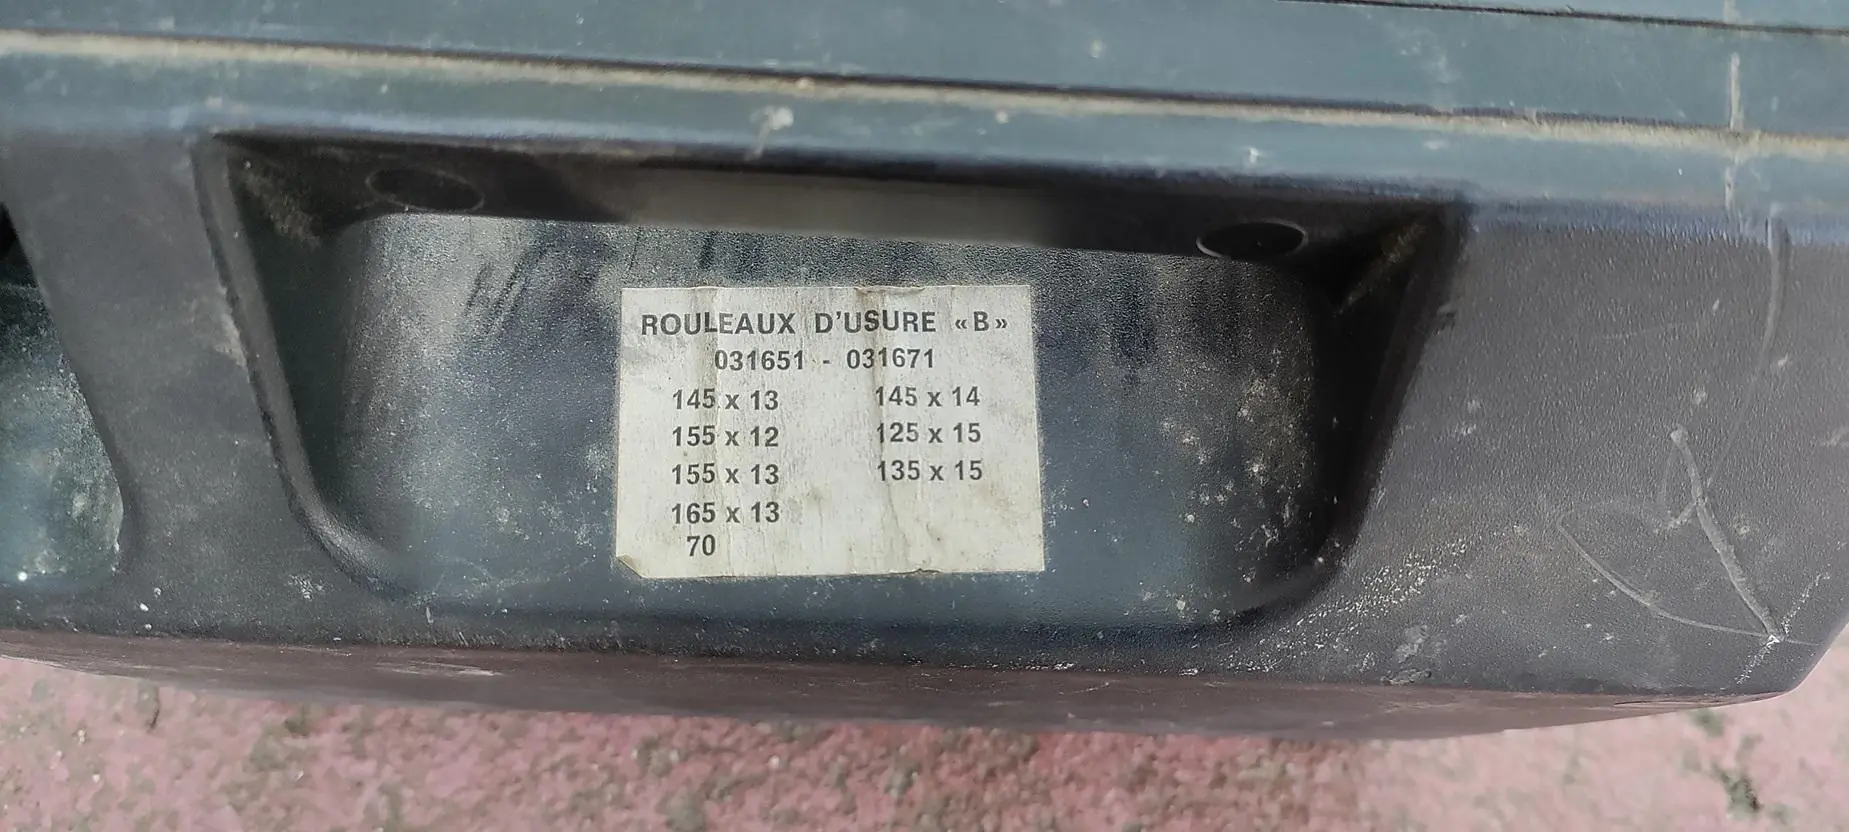 ROULEAUX D'USURE «B»
031651 - 031671
145 x 13 145 x 14
155 x 12 125 x 15
155 x 13 135 x 15
165 x 13
70